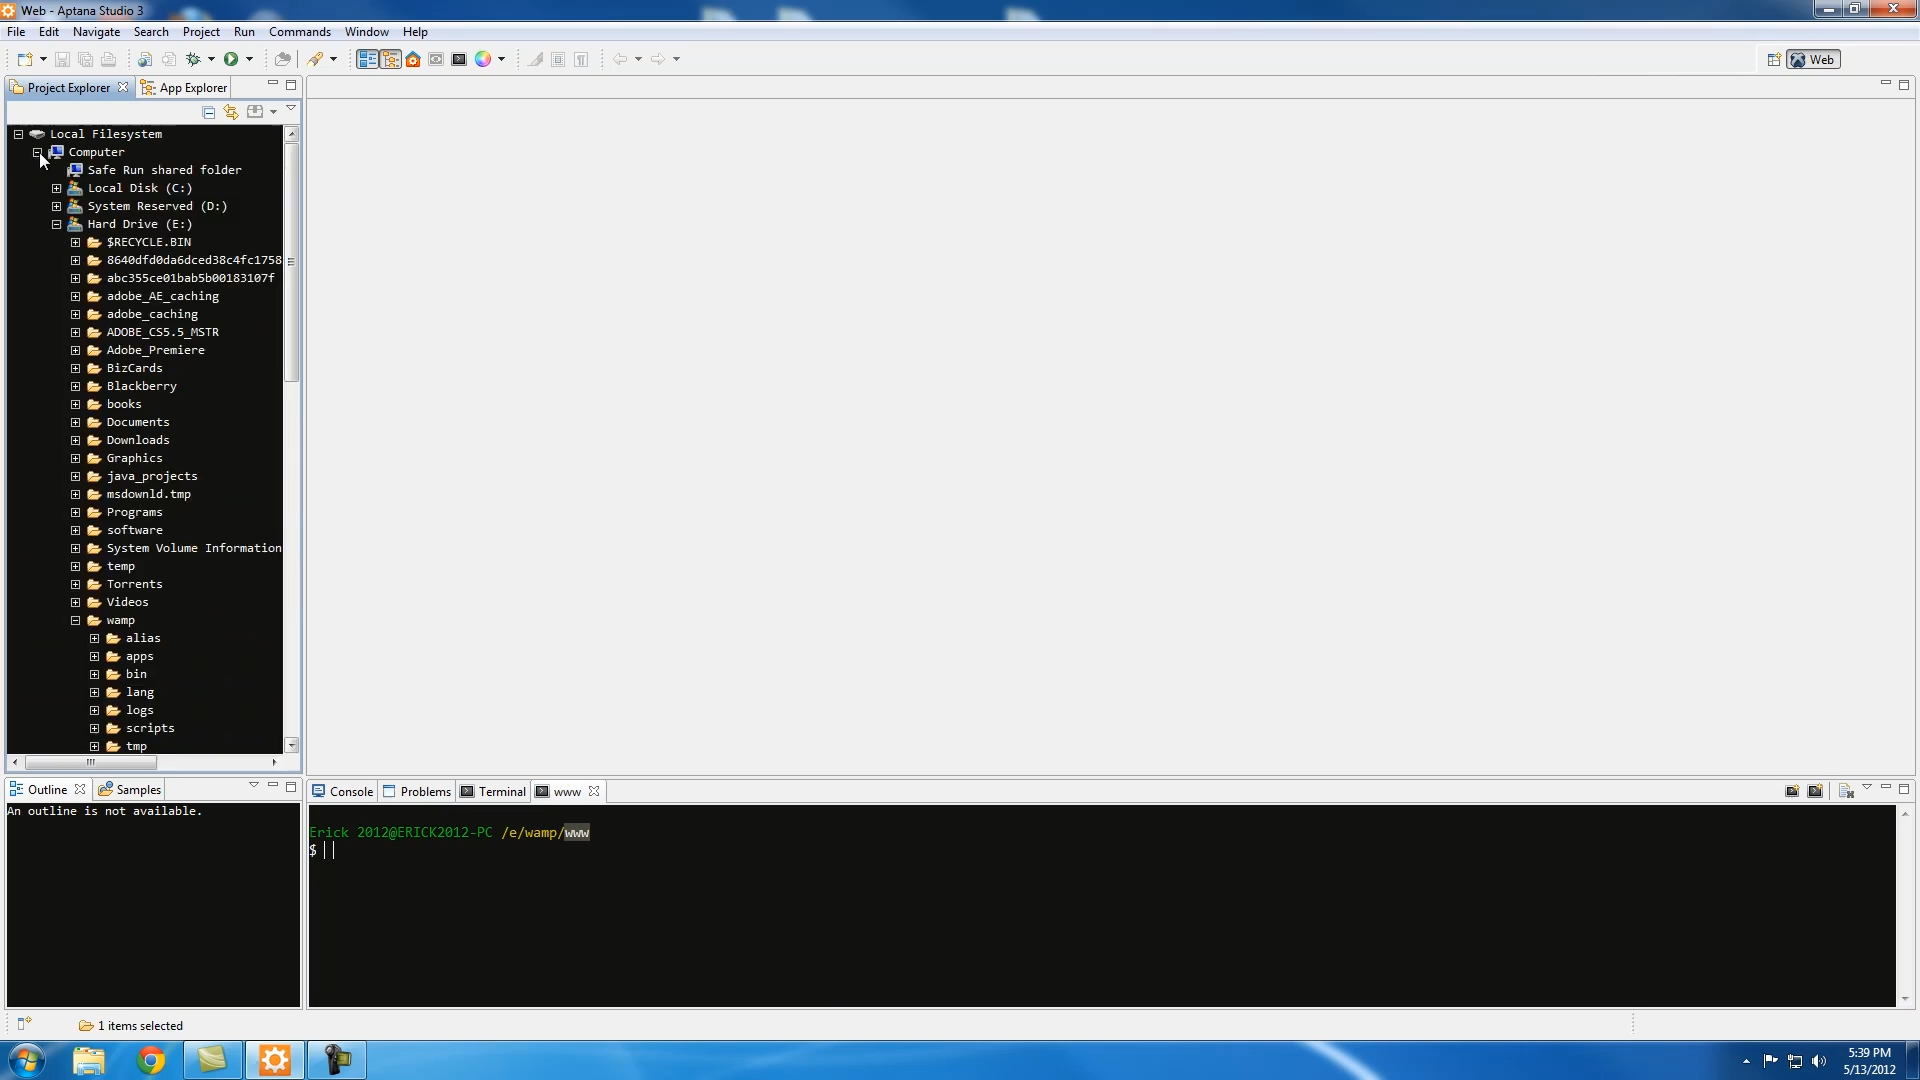 Web - Aptana Studio 3
File Edit Navigate Search Project Run Commands Window Help
Web
Project Explorer App Explorer
Local Filesystem
Computer
Safe Run shared folder
Local Disk (C:)
System Reserved (D:)
Hard Drive (E:)
$RECYCLE.BIN
8640dfd0da6dced38c4fc1758
abc355ce01bab5b00183107f
adobe_AE_caching
adobe_caching
ADOBE_CS5.5_MSTR
Adobe_Premiere
BizCards
Blackberry
books
Documents
Downloads
Graphics
java_projects
msdownld.tmp
Programs
software
System Volume Information
temp
Torrents
Videos
wamp
alias
apps
bin
lang
logs
scripts
tmp
Outline Samples
An outline is not available.
Console Problems Terminal www
Erick 2012@ERICK2012-PC /e/wamp/www
$
1 items selected
5:39 PM
5/13/2012